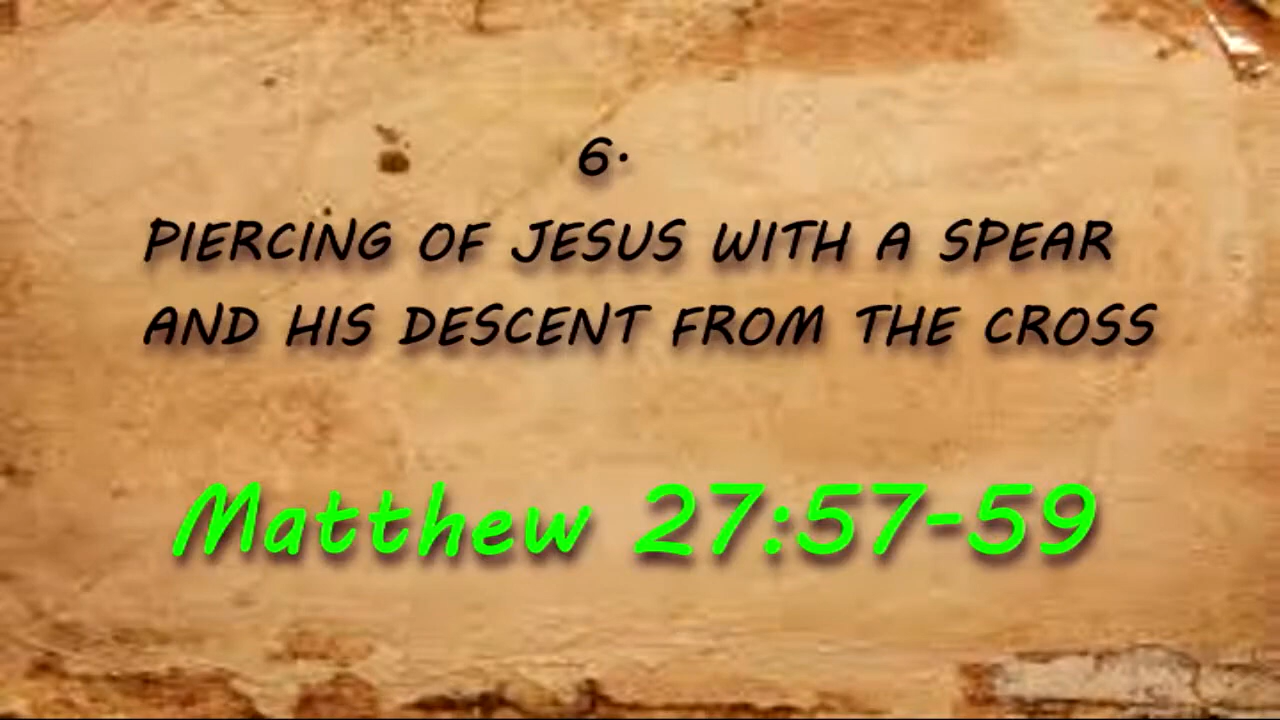 6.
PIERCING OF JESUS WITH A SPEAR
AND HIS DESCENT FROM THE CROSS
Matthew 27:57-59